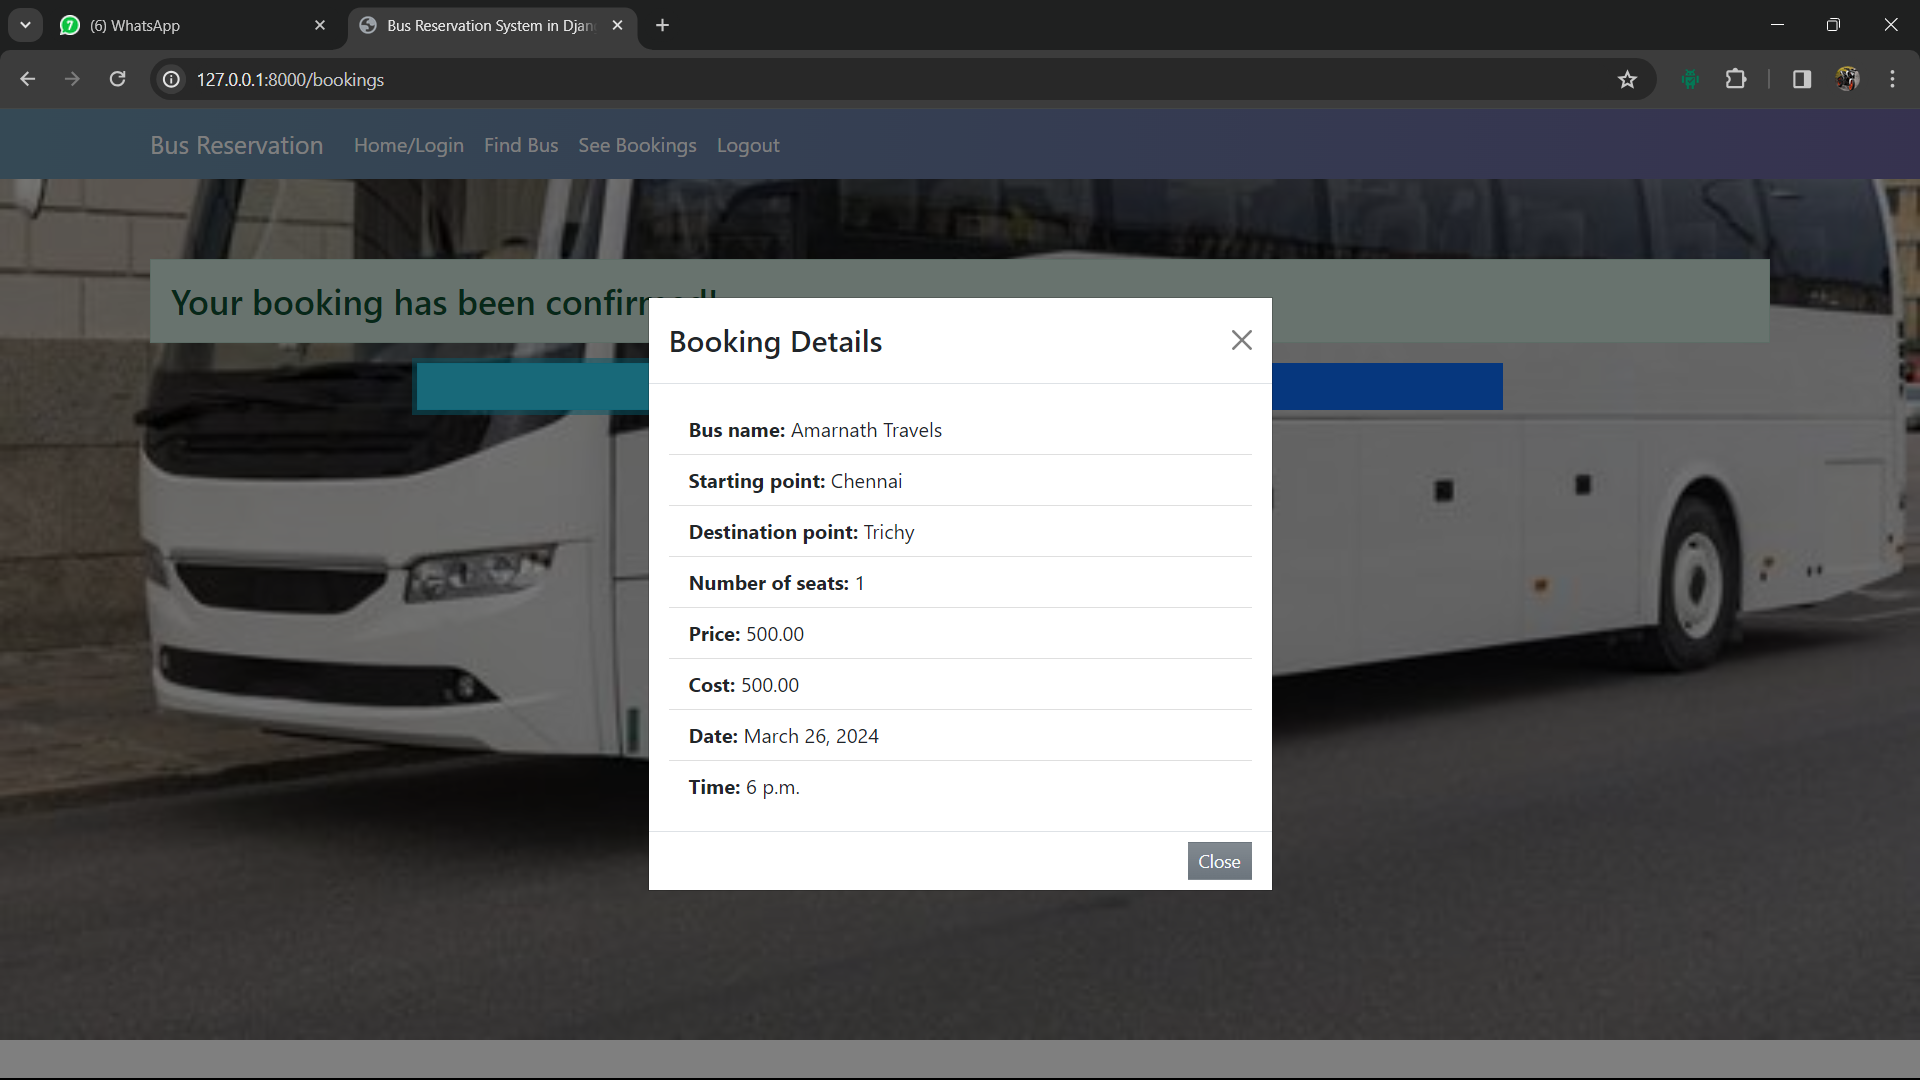 (6) WhatsApp
Bus Reservation System in Djan
127.0.0.1:8000/bookings
Bus Reservation Home/Login Find Bus See Bookings Logout
Your booking has been confirmed!
Booking Details
Bus name: Amarnath Travels
Starting point: Chennai
Destination point: Trichy
Number of seats: 1
Price: 500.00
Cost: 500.00
Date: March 26, 2024
Time: 6 p.m.
Close